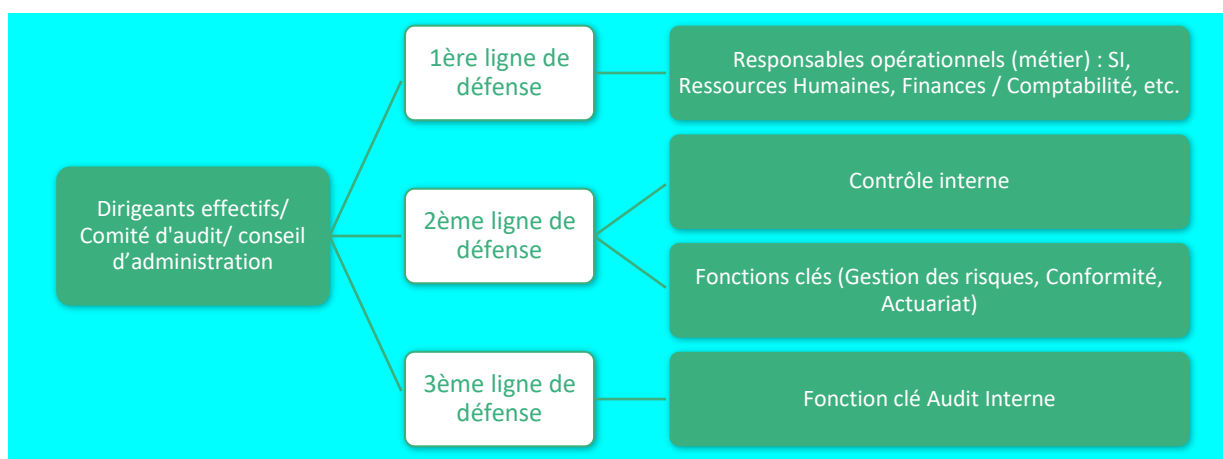 Dirigeants effectifs/
Comité d'audit/ conseil
d’administration
1ère ligne de
défense
Responsables opérationnels (métier) : SI,
Ressources Humaines, Finances / Comptabilité, etc.
2ème ligne de
défense
Contrôle interne
Fonctions clés (Gestion des risques, Conformité,
Actuariat)
3ème ligne de
défense
Fonction clé Audit Interne